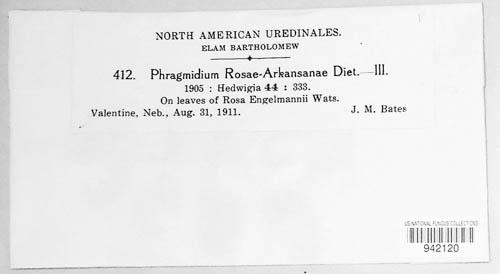 NORTH AMERICAN UREDINALES.
ELAM BARTHOLOMEW
412. Phragmidium Rosae-Arkansanae Diet.—III.
1905 : Hedwigia 44 : 333.
On leaves of Rosa Engelmannii Wats.
Valentine, Neb., Aug. 31, 1911. J. M. Bates
US NATIONAL FUNGUS COLLECTIONS
942120